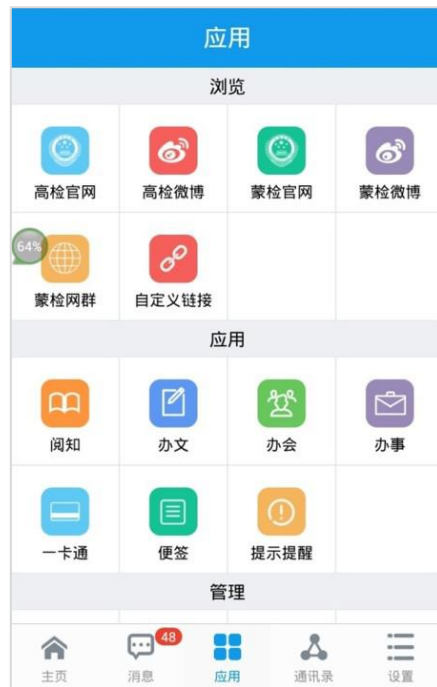 应用
浏览
高检官网 高检微博 蒙检官网 蒙检微博
64%
蒙检网群 自定义链接
应用
阅知 办文 办会 办事
一卡通 便签 提示提醒
管理
48
主页 消息 应用 通讯录 设置